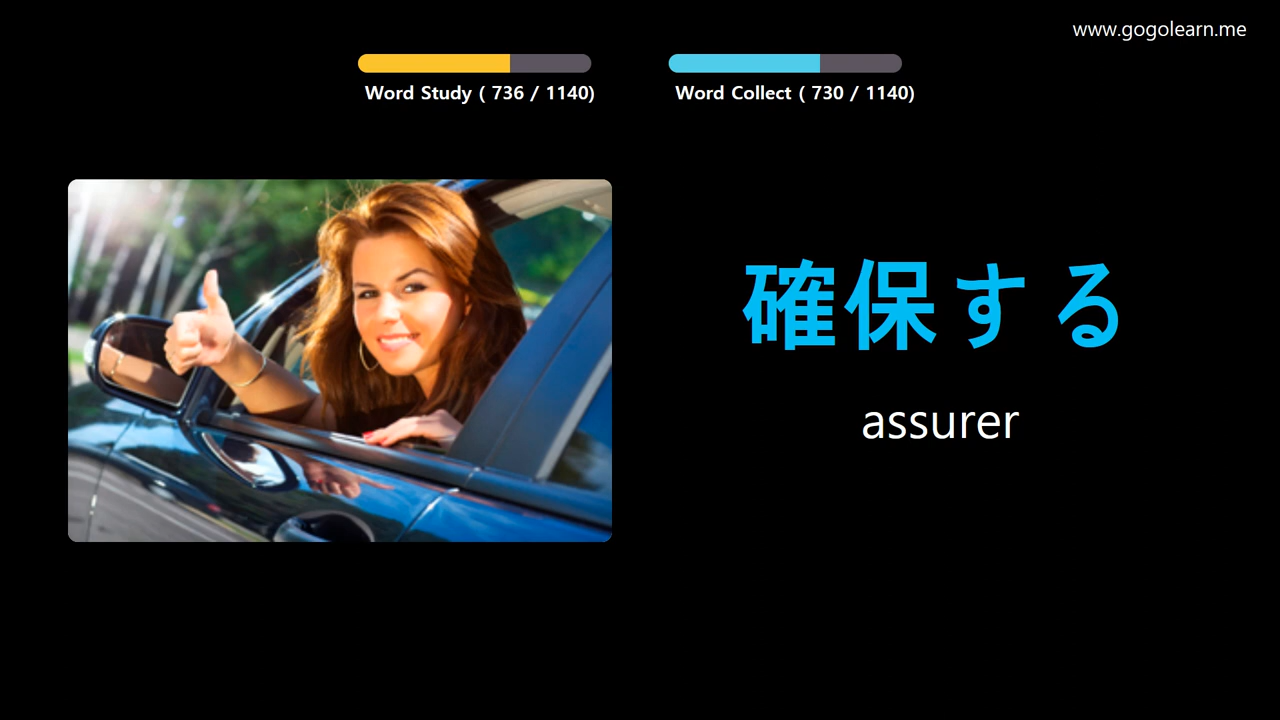 www.gogolearn.me
Word Study ( 736 / 1140)
Word Collect ( 730 / 1140)
確保する
assurer